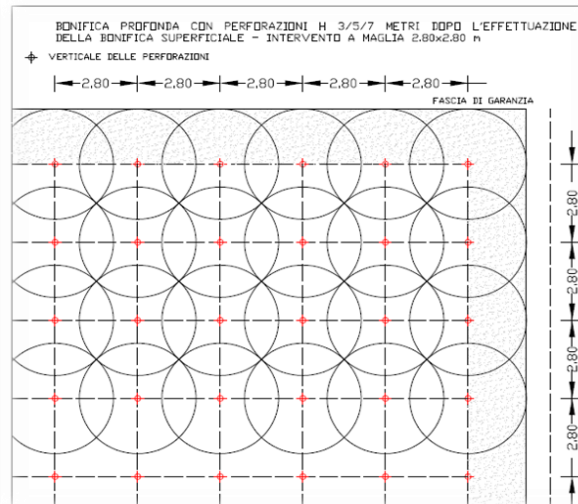 BONIFICA PROFONDA CON PERFORAZIONI H 3/5/7 METRI DOPO L'EFFETTUAZIONE
DELLA BONIFICA SUPERFICIALE - INTERVENTO A MAGLIA 2.80x2.80 m
VERTICALE DELLE PERFORAZIONI
2.80 2.80 2.80 2.80 2.80
FASCIA DI GARANZIA
2.80
2.80
2.80
2.80